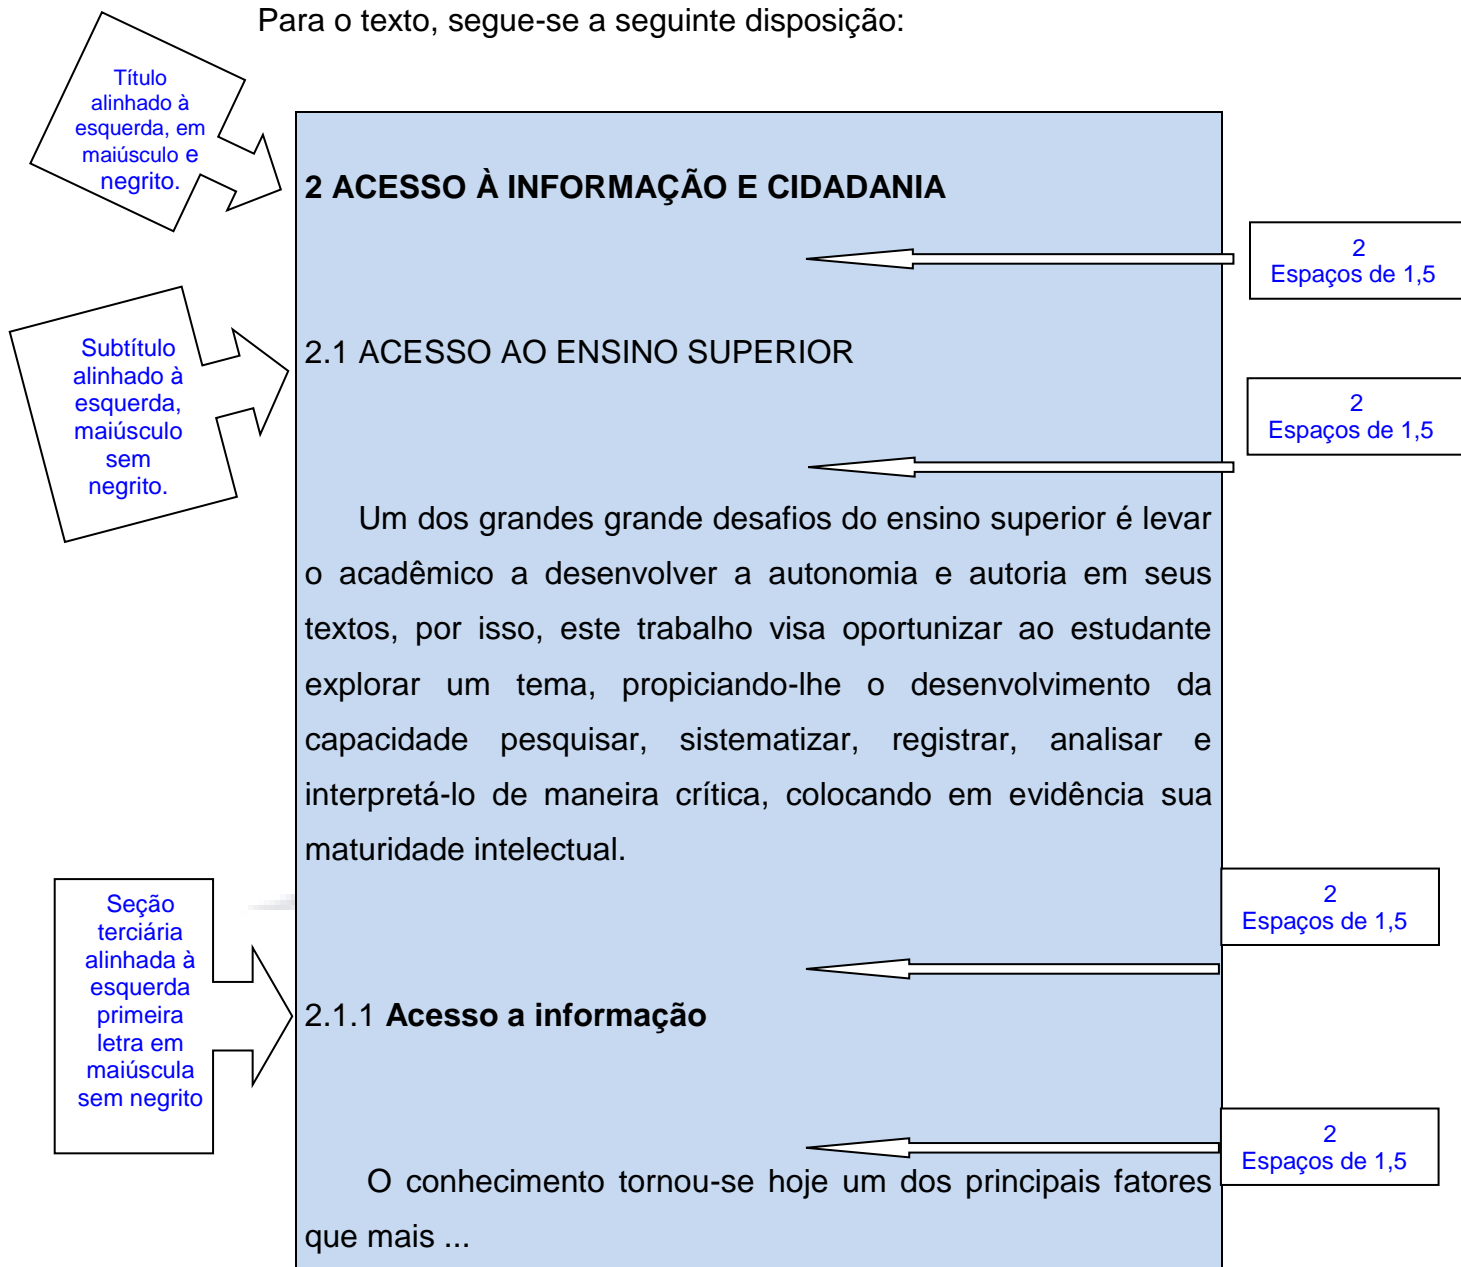 Para o texto, segue-se a seguinte disposição:
Título
alinhado à
esquerda, em
maiúsculo e
negrito.
2 ACESSO À INFORMAÇÃO E CIDADANIA
2
Espaços de 1,5
Subtítulo
alinhado à
esquerda,
maiúsculo
sem
negrito.
2.1 ACESSO AO ENSINO SUPERIOR
2
Espaços de 1,5
Um dos grandes grande desafios do ensino superior é levar
o acadêmico a desenvolver a autonomia e autoria em seus
textos, por isso, este trabalho visa oportunizar ao estudante
explorar um tema, propiciando-lhe o desenvolvimento da
capacidade pesquisar, sistematizar, registrar, analisar e
interpretá-lo de maneira crítica, colocando em evidência sua
maturidade intelectual.
2
Espaços de 1,5
Seção
terciária
alinhada à
esquerda
primeira
letra em
maiúscula
sem negrito
2.1.1 Acesso a informação
2
Espaços de 1,5
O conhecimento tornou-se hoje um dos principais fatores
que mais ...